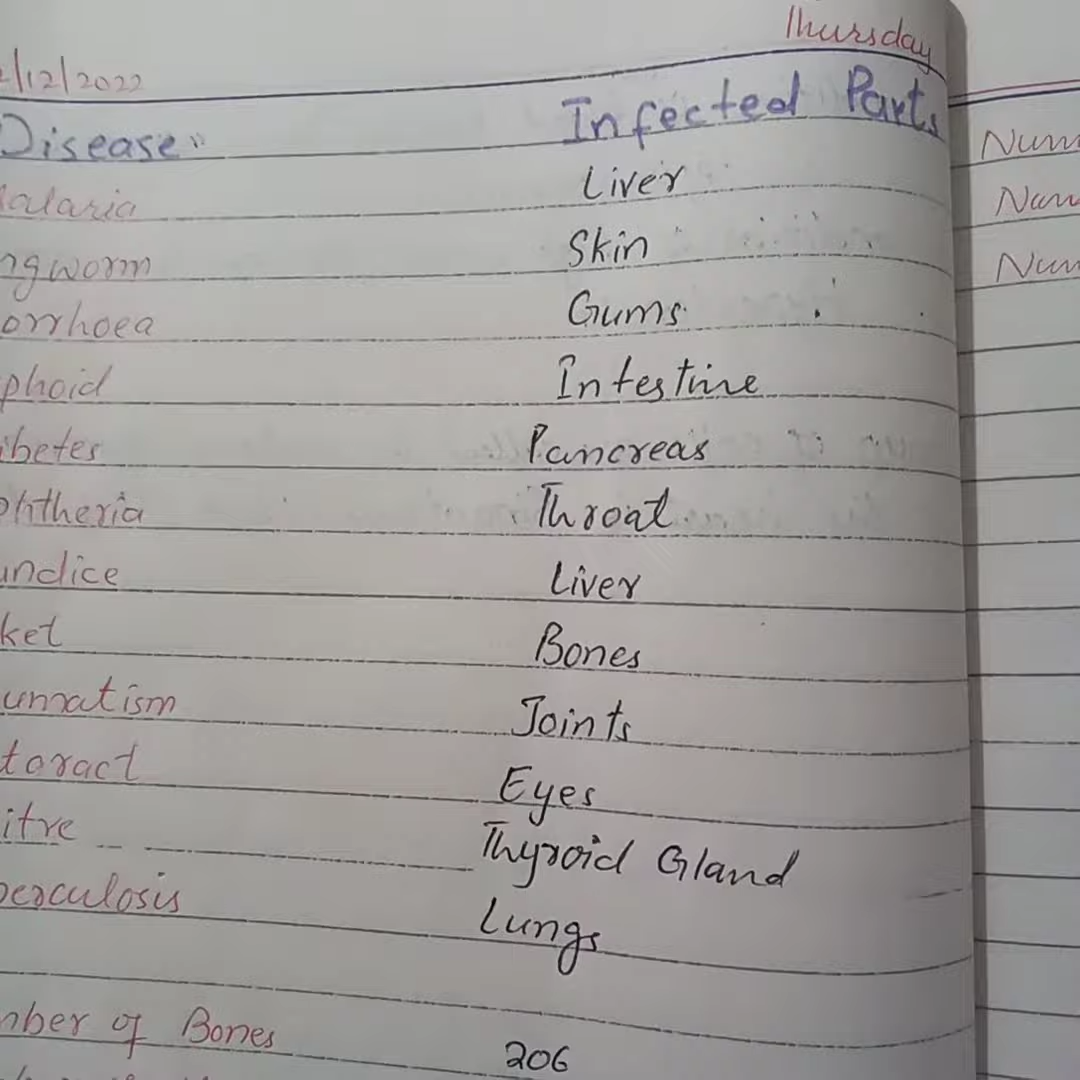 Thursday
2/12/2022
Disease Infected Parts
alaria Liver
ngworm Skin
orrhoea Gums
phoid Intestine
ibetes Pancreas
phtheria Throat
undice Liver
ket Bones
umatism Joints
taract Eyes
itre Thyroid Gland
berculosis Lungs
mber of Bones 206
Num
Num
Num